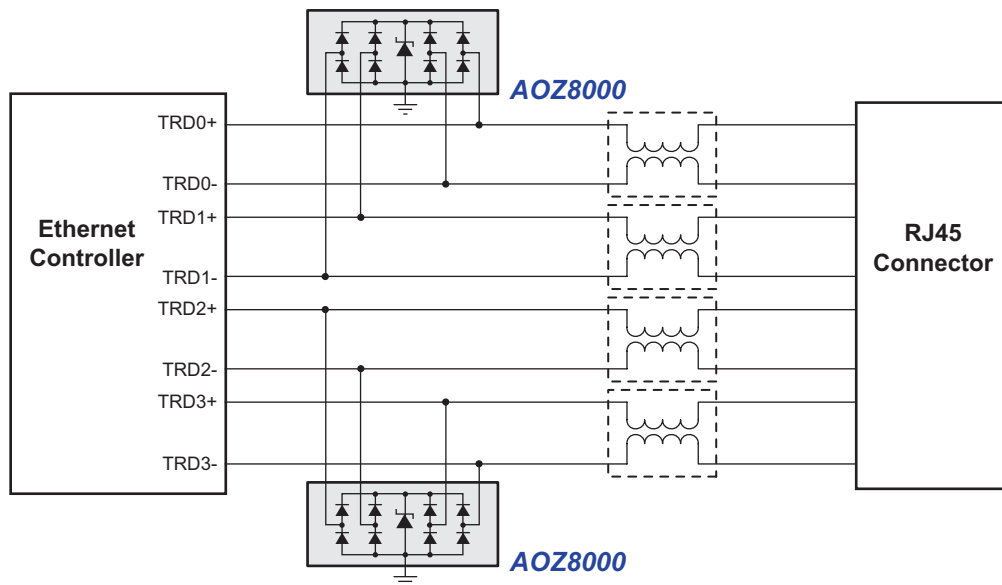 AOZ8000
TRD0+
TRD0-
TRD1+
Ethernet
Controller
RJ45
Connector
TRD1-
TRD2+
TRD2-
TRD3+
TRD3-
AOZ8000